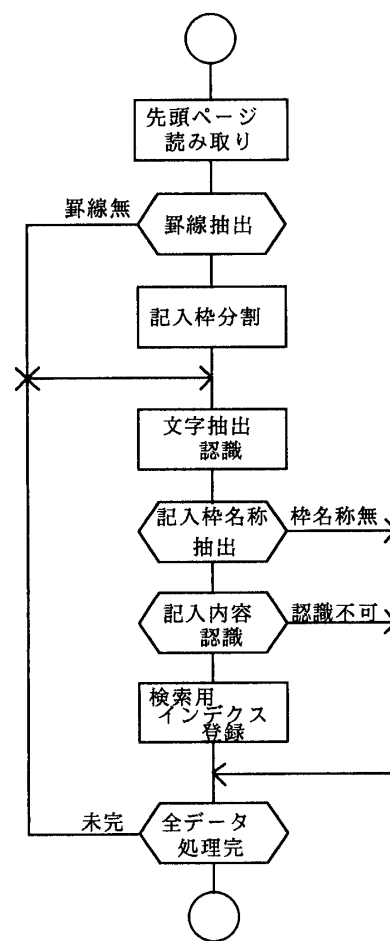 先頭ページ
読み取り
罫線無
罫線抽出
記入枠分割
文字抽出
認識
記入枠名称
抽出
枠名称無
記入内容
認識
認識不可
検索用
インデクス
登録
未完
全データ
処理完